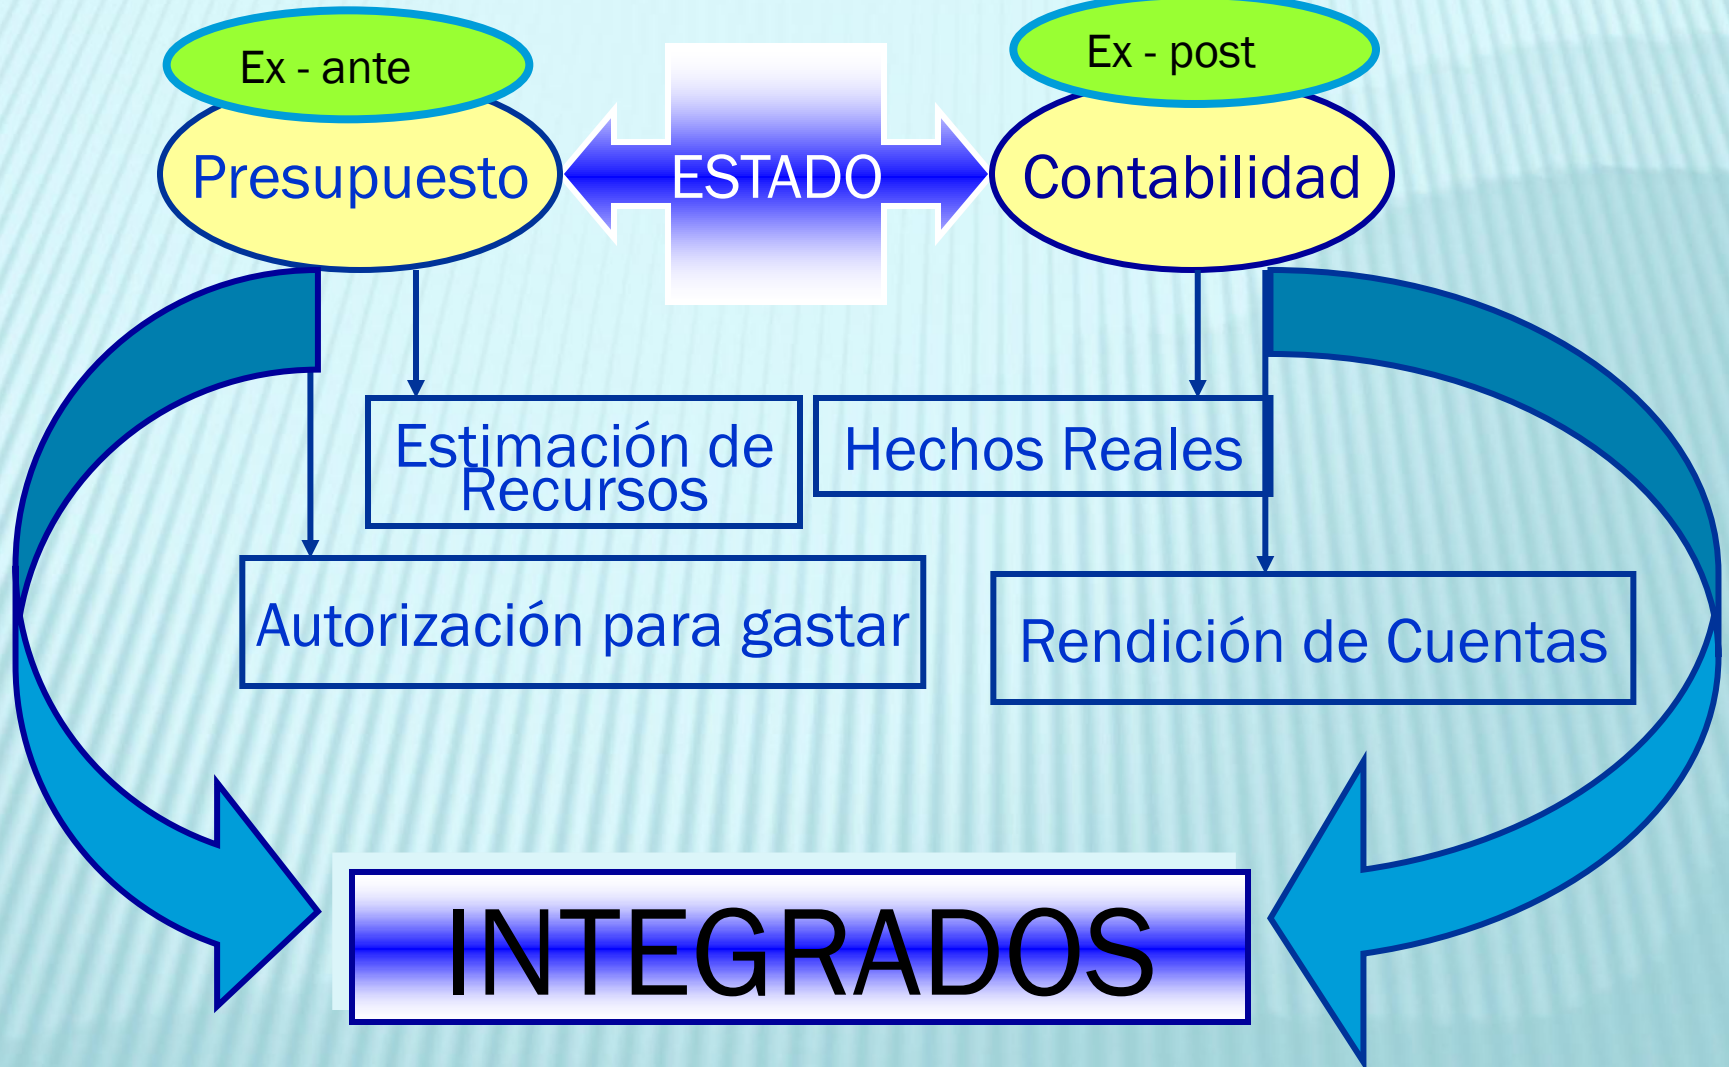 Ex - ante
Ex - post
Presupuesto
ESTADO
Contabilidad
Estimación de
Recursos
Hechos Reales
Autorización para gastar
Rendición de Cuentas
INTEGRADOS